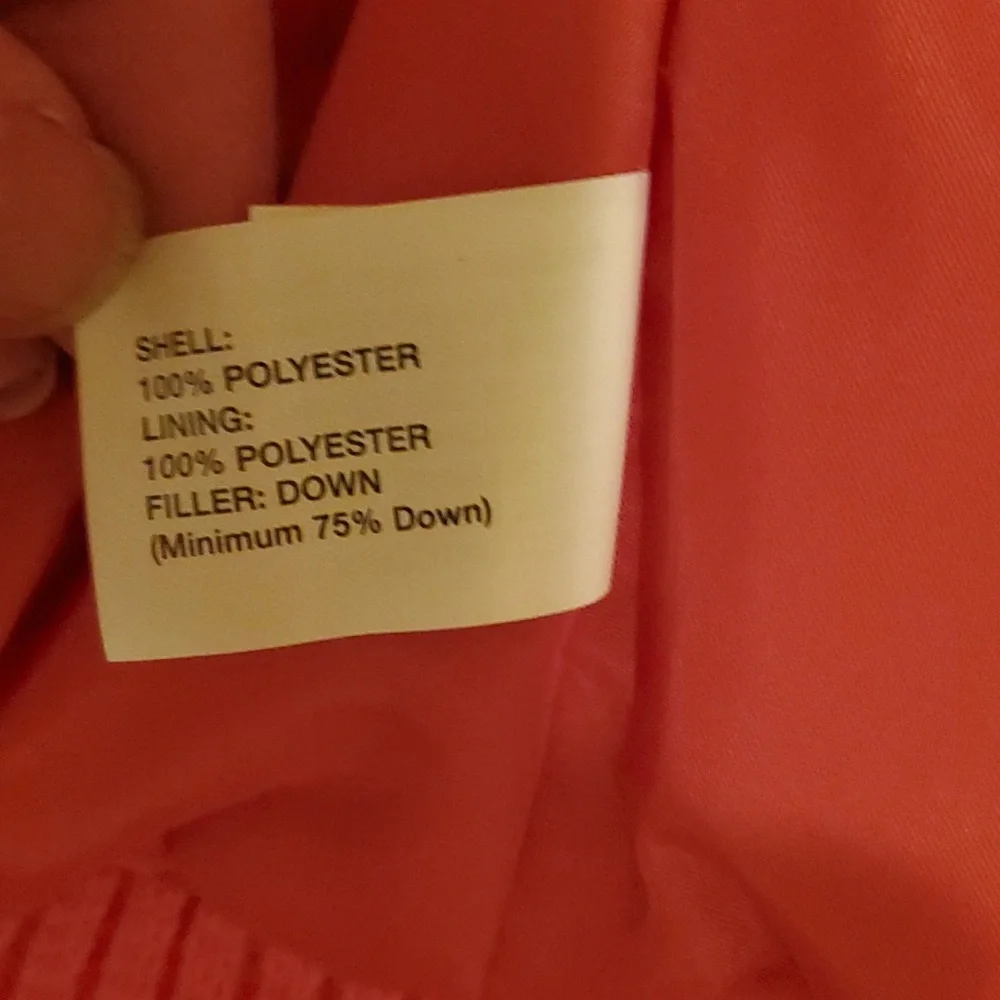 SHELL:
100% POLYESTER
LINING:
100% POLYESTER
FILLER: DOWN
(Minimum 75% Down)